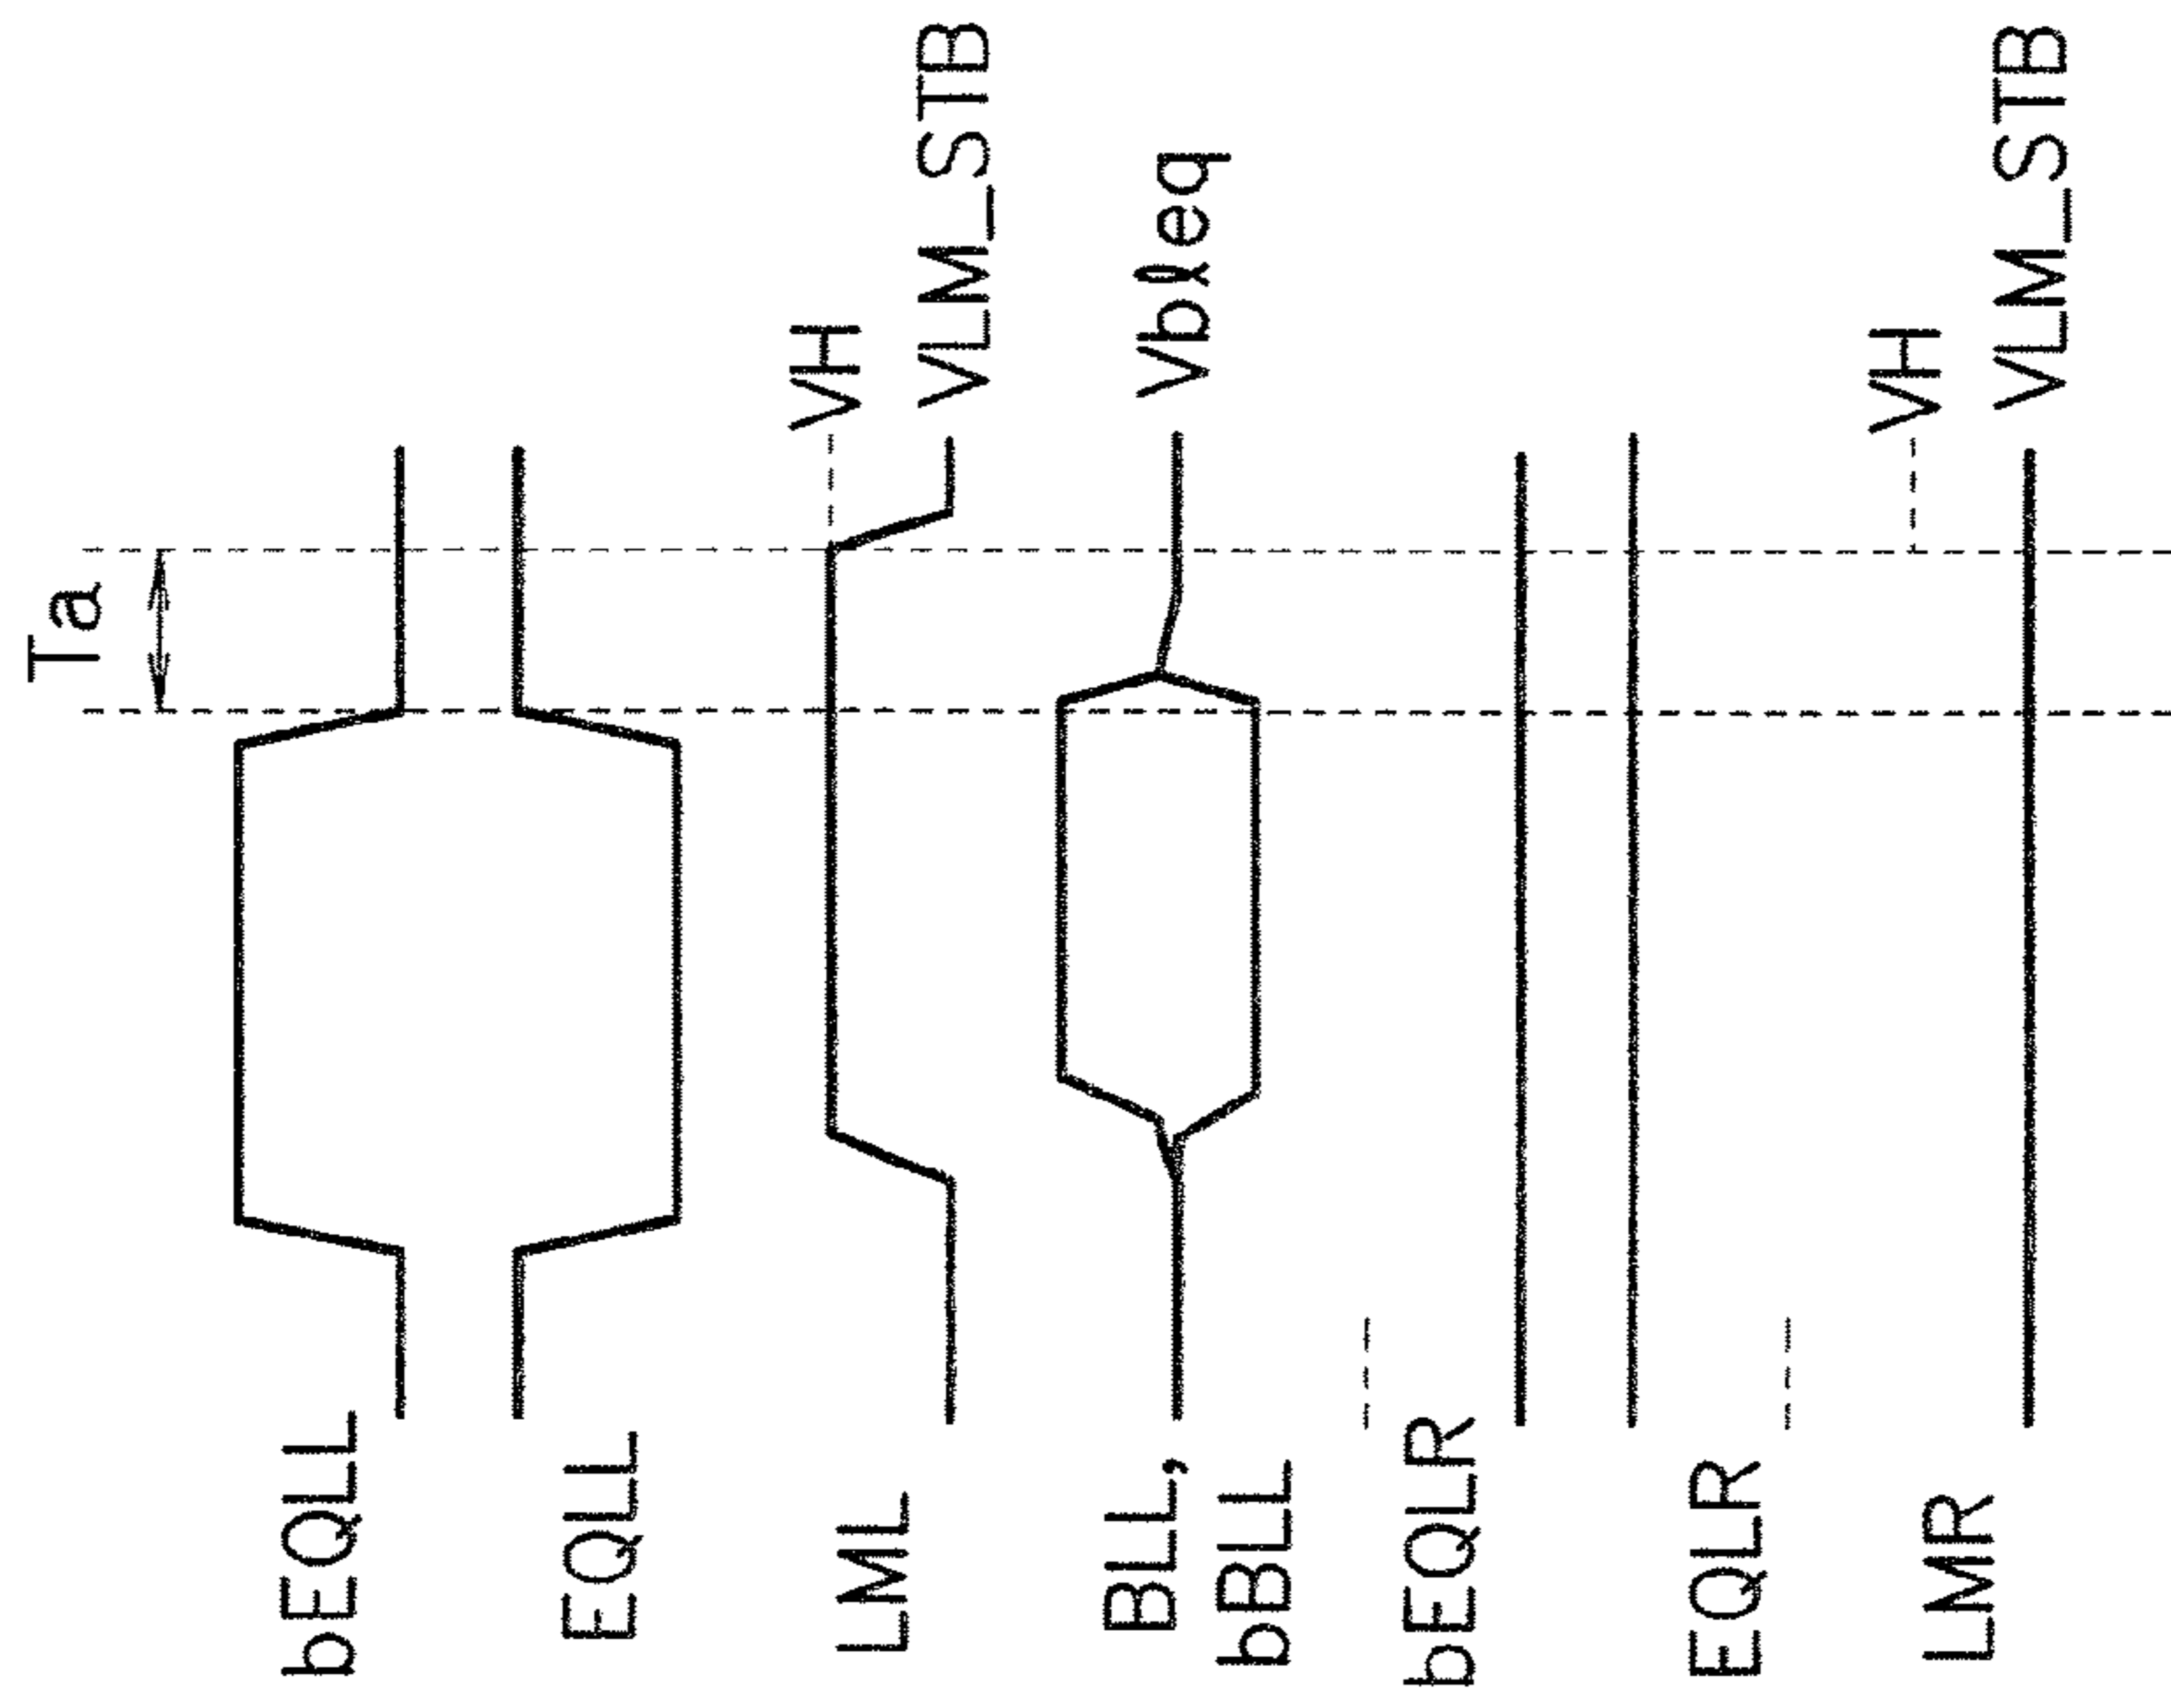 Ta
bEQLL
EQLL
LML
VH
VLM_STB
BLL,
bBLL
Vbℓeq
bEQLR
EQLR
LMR
VH
VLM_STB